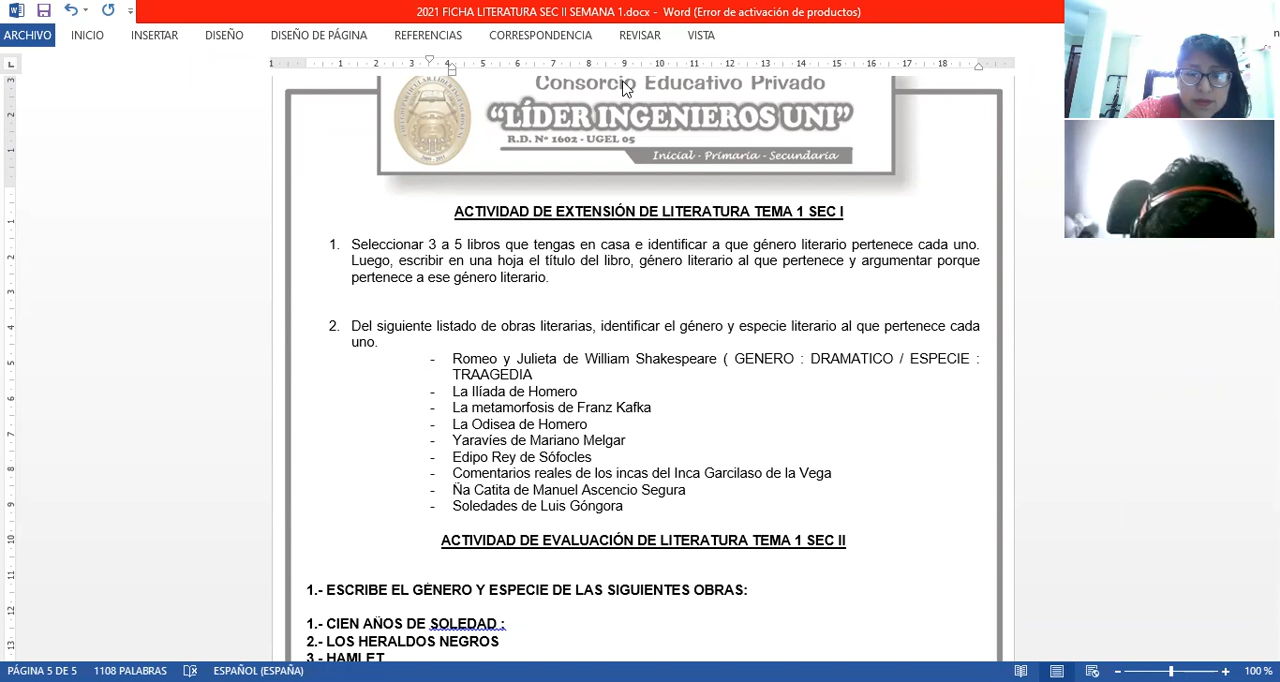 2021 FICHA LITERATURA SEC II SEMANA 1.docx - Word (Error de activación de productos)
ARCHIVO INICIO INSERTAR DISEÑO DISEÑO DE PÁGINA REFERENCIAS CORRESPONDENCIA REVISAR VISTA
Consorcio Educativo Privado
“LÍDER INGENIEROS UNI”
R.D. Nº 1602 - UGEL 05
Inicial - Primaria - Secundaria
ACTIVIDAD DE EXTENSIÓN DE LITERATURA TEMA 1 SEC I
1. Seleccionar 3 a 5 libros que tengas en casa e identificar a que género literario pertenece cada uno.
Luego, escribir en una hoja el título del libro, género literario al que pertenece y argumentar porque
pertenece a ese género literario.
2. Del siguiente listado de obras literarias, identificar el género y especie literario al que pertenece cada
uno.
- Romeo y Julieta de William Shakespeare ( GENERO : DRAMATICO / ESPECIE :
TRAAGEDIA
- La Ilíada de Homero
- La metamorfosis de Franz Kafka
- La Odisea de Homero
- Yaravíes de Mariano Melgar
- Edipo Rey de Sófocles
- Comentarios reales de los incas del Inca Garcilaso de la Vega
- Ña Catita de Manuel Ascencio Segura
- Soledades de Luis Góngora
ACTIVIDAD DE EVALUACIÓN DE LITERATURA TEMA 1 SEC II
1.- ESCRIBE EL GÉNERO Y ESPECIE DE LAS SIGUIENTES OBRAS:
1.- CIEN AÑOS DE SOLEDAD :
2.- LOS HERALDOS NEGROS
3.- HAMLET
PÁGINA 5 DE 5 1108 PALABRAS ESPAÑOL (ESPAÑA) 100 %